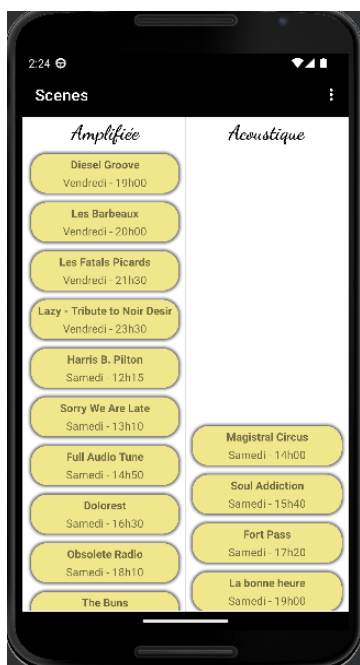 2:24
Scenes
Amplifiée
Acoustique
Diesel Groove
Vendredi - 19h00
Les Barbeaux
Vendredi - 20h00
Les Fatals Picards
Vendredi - 21h30
Lazy - Tribute to Noir Desir
Vendredi - 23h30
Harris B. Pilton
Samedi - 12h15
Sorry We Are Late
Samedi - 13h10
Full Audio Tune
Samedi - 14h50
Dolorest
Samedi - 16h30
Obsolete Radio
Samedi - 18h10
The Buns
Magistral Circus
Samedi - 14h00
Soul Addiction
Samedi - 15h40
Fort Pass
Samedi - 17h20
La bonne heure
Samedi - 19h00